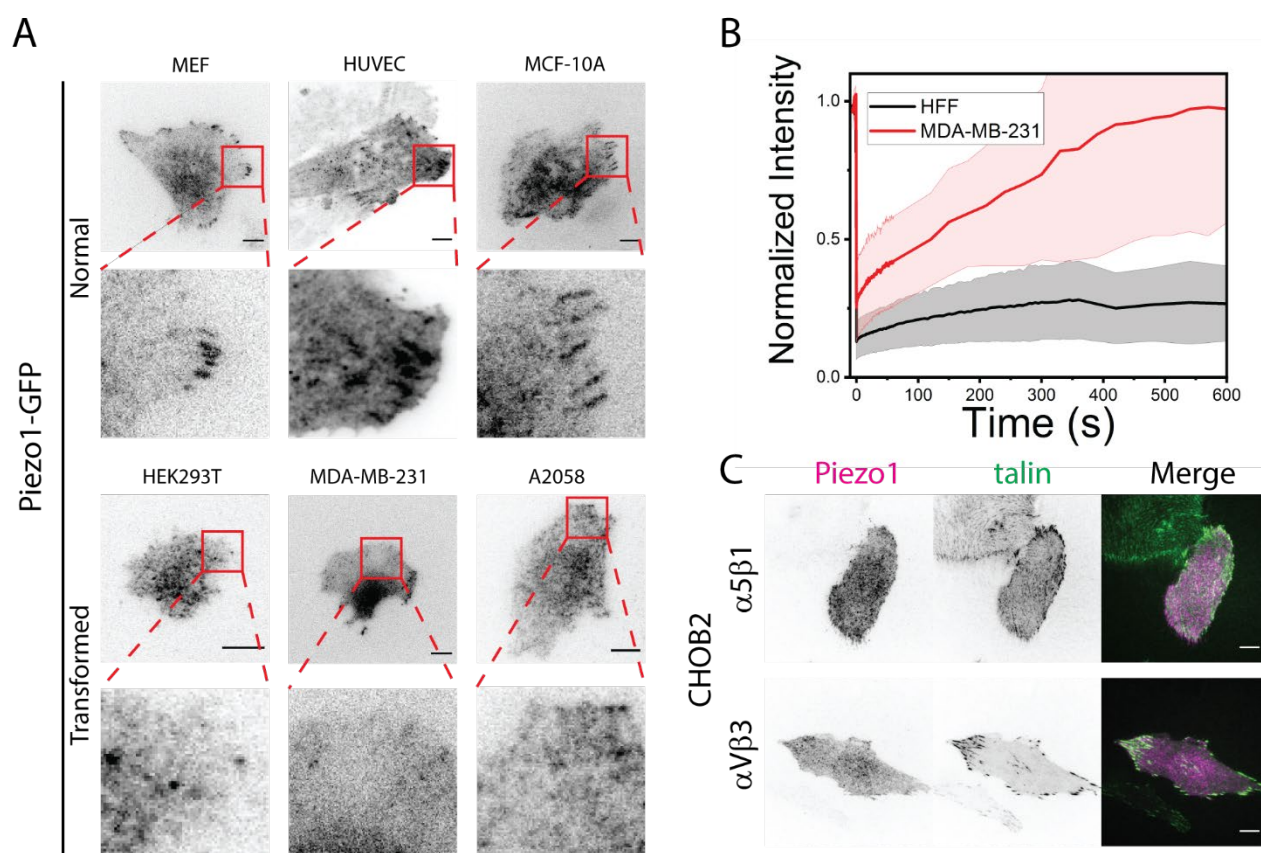 A
MEF HUVEC MCF-10A
Normal
Piezo1-GFP
HEK293T MDA-MB-231 A2058
Transformed
B
Normalized Intensity
1.0
0.5
0.0
HFF
MDA-MB-231
0 100 200 300 400 500 600
Time (s)
C
Piezo1 talin Merge
α5β1
CHOB2
αVβ3